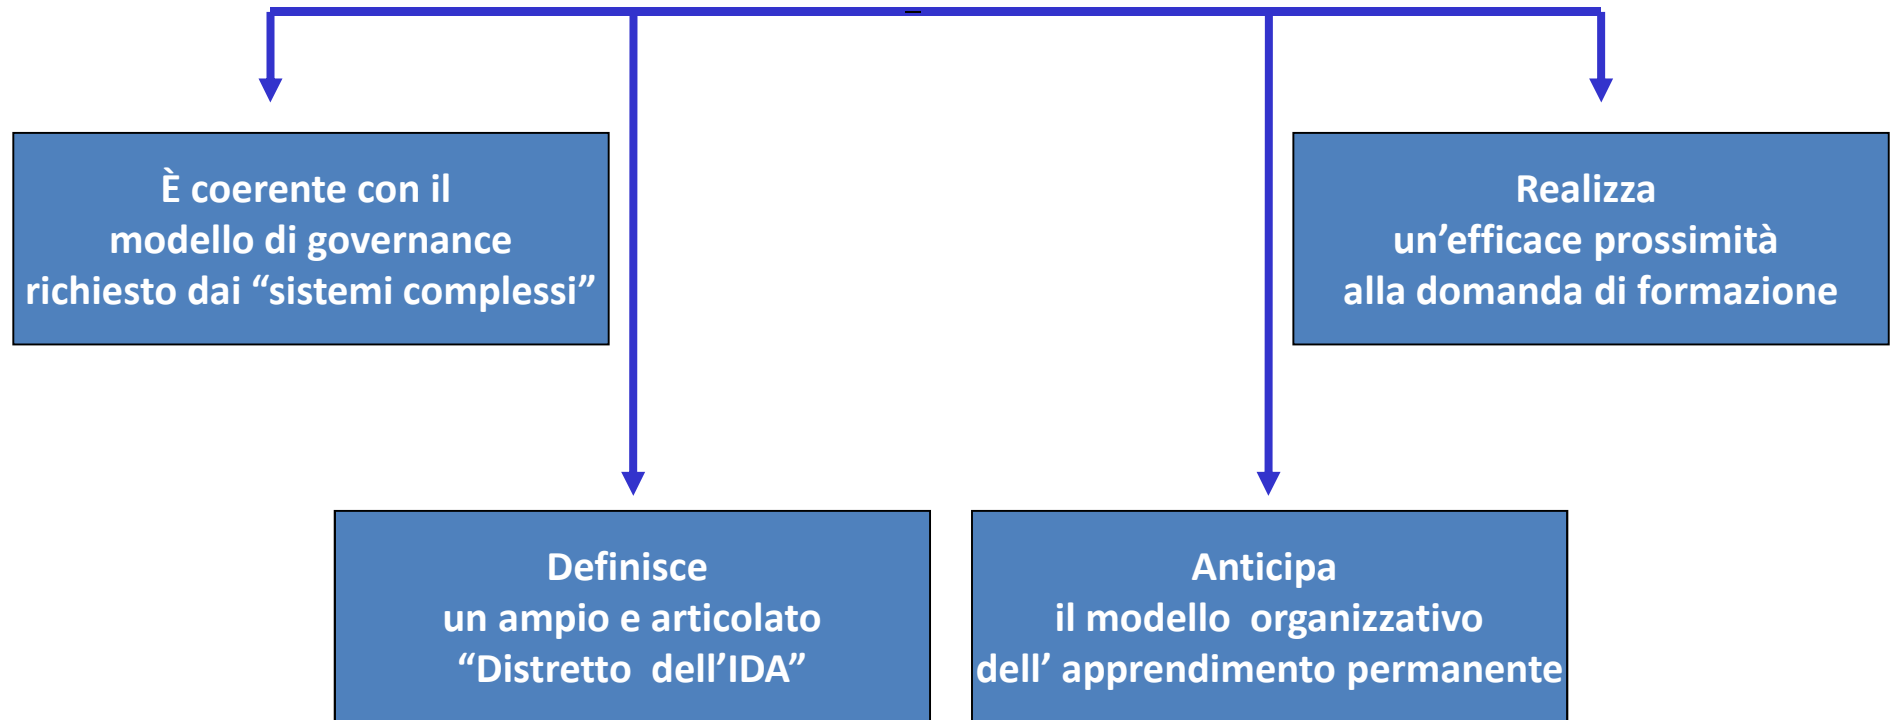 È coerente con il
modello di governance
richiesto dai “sistemi complessi”
Realizza
un’efficace prossimità
alla domanda di formazione
Definisce
un ampio e articolato
“Distretto  dell’IDA”
Anticipa
il modello  organizzativo
dell’ apprendimento permanente